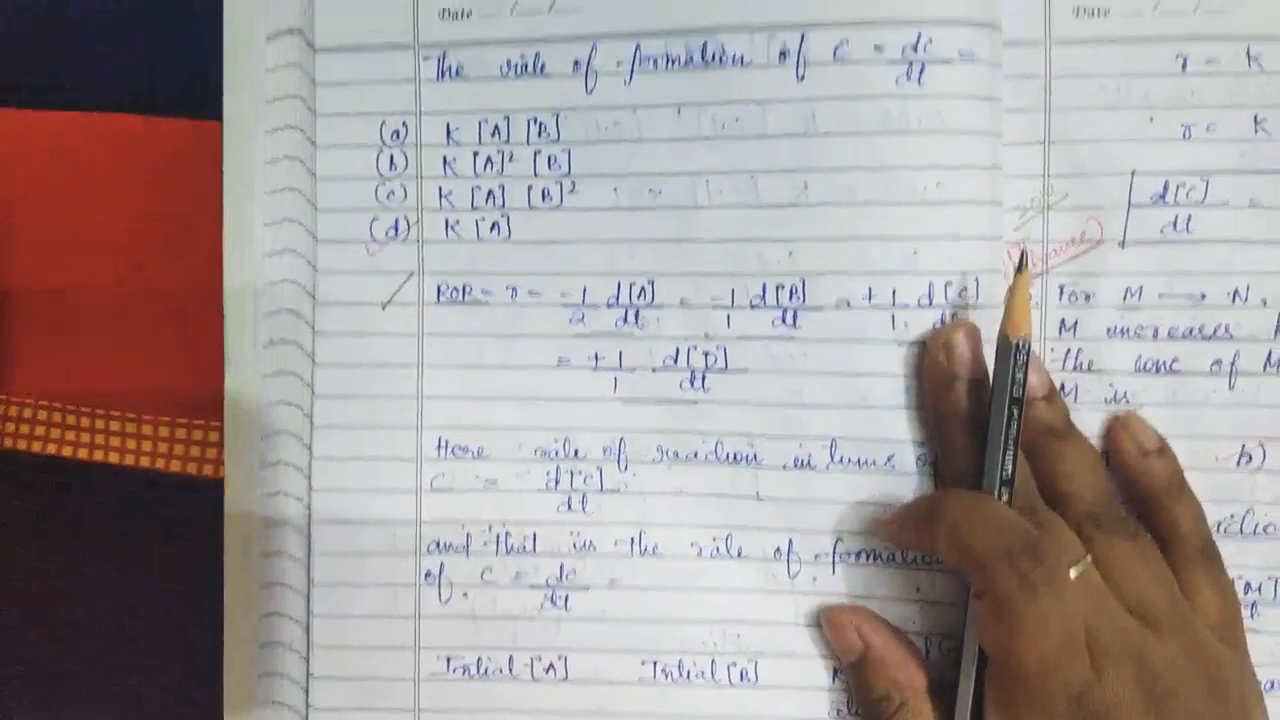 Date
The rate of formation of C = dc/dt =
(a) K [A] [B]
(b) K [A]² [B]
(c) K [A] [B]²
(d) K [A]
ROR = r = -1/2 d[A]/dt = -1/1 d[B]/dt = +1/1 d[C]/dt
= +1/1 d[D]/dt
Here rate of reaction in terms of
C = d[C]/dt
and that is the rate of formation
of C = dc/dt =
Initial [A] Initial [B]
Date
r = K
r = K
d[C]/dt =
For M → N,
M increases
the conc of M
M is
b)